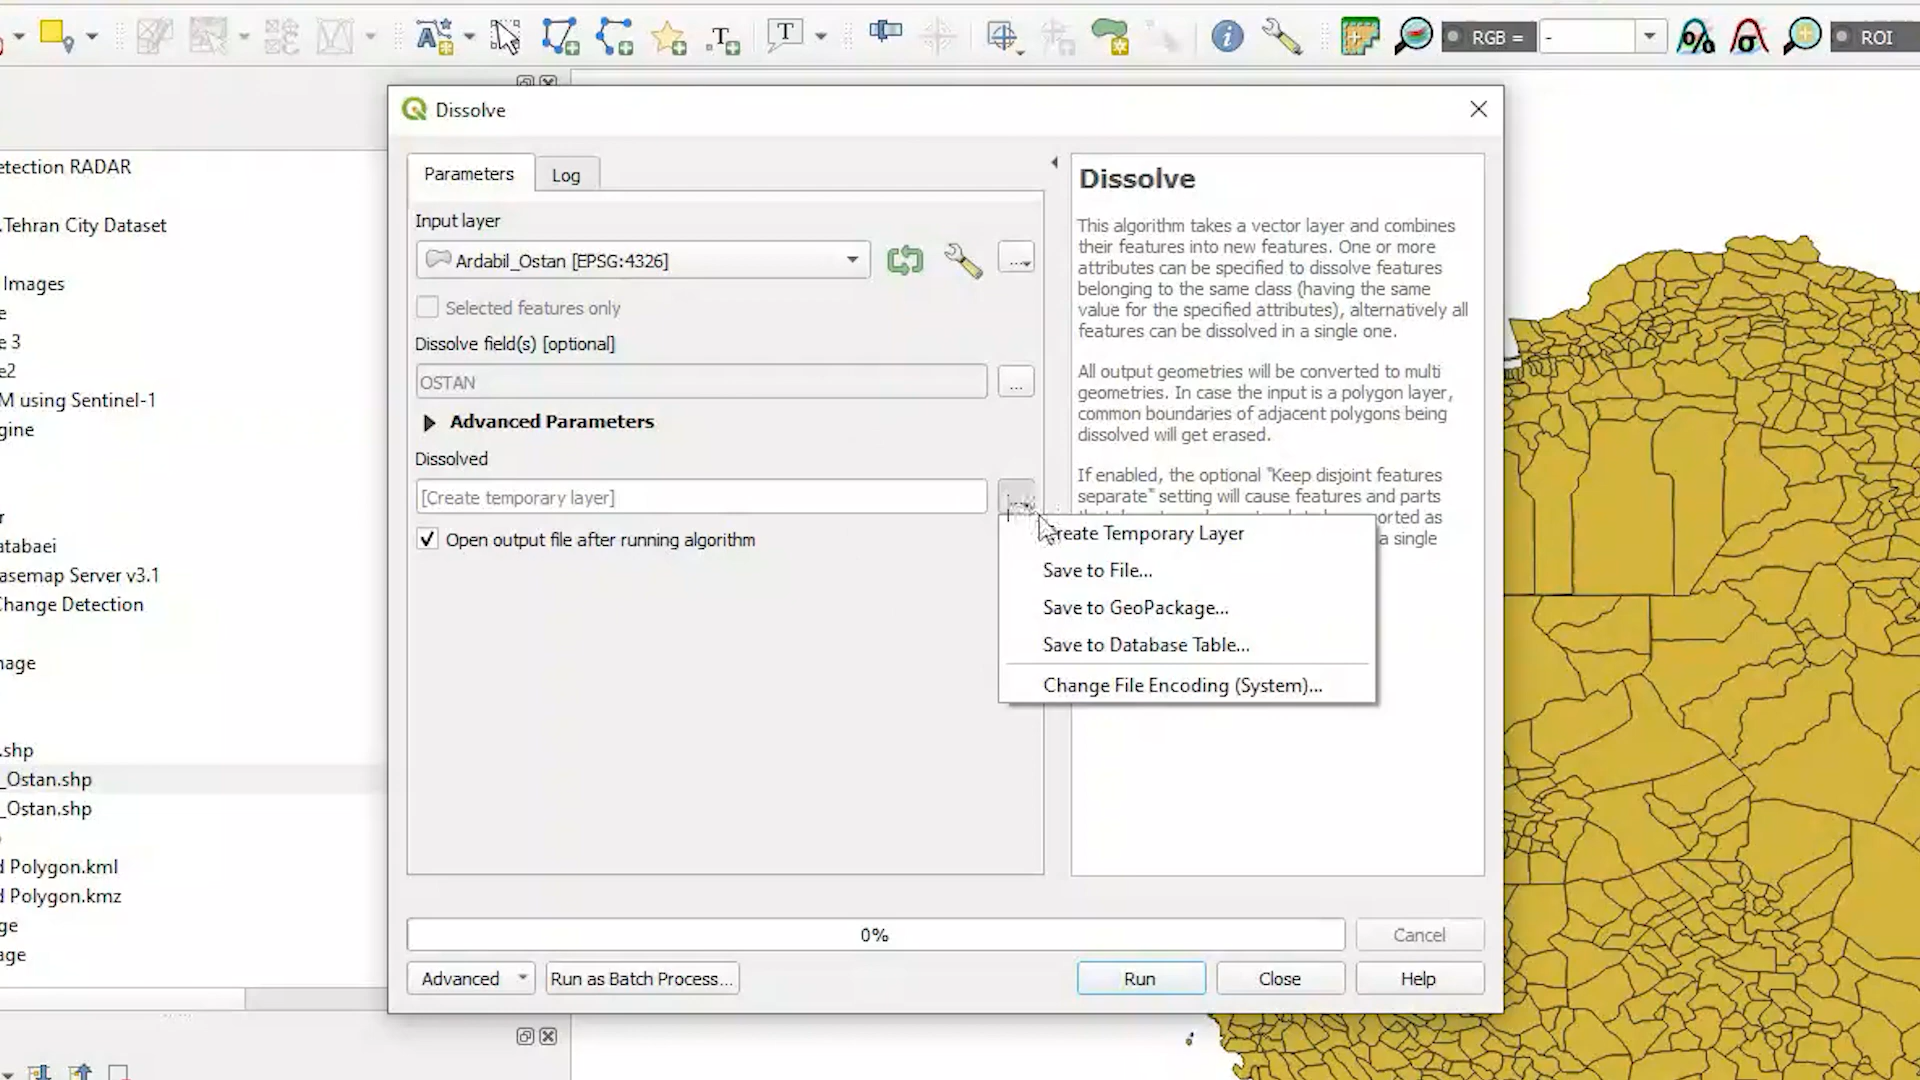 RGB =
-
ROI
Dissolve
etection RADAR
.Tehran City Dataset
Images
e
e 3
e2
M using Sentinel-1
gine
r
atabaei
asemap Server v3.1
Change Detection
nage
.shp
_Ostan.shp
_Ostan.shp
d Polygon.kml
d Polygon.kmz
ge
age
Parameters
Log
Input layer
Ardabil_Ostan [EPSG:4326]
...
Selected features only
Dissolve field(s) [optional]
OSTAN
...
Advanced Parameters
Dissolved
[Create temporary layer]
Open output file after running algorithm
Create Temporary Layer
Save to File...
Save to GeoPackage...
Save to Database Table...
Change File Encoding (System)...
Dissolve
This algorithm takes a vector layer and combines
their features into new features. One or more
attributes can be specified to dissolve features
belonging to the same class (having the same
value for the specified attributes), alternatively all
features can be dissolved in a single one.
All output geometries will be converted to multi
geometries. In case the input is a polygon layer,
common boundaries of adjacent polygons being
dissolved will get erased.
If enabled, the optional "Keep disjoint features
separate" setting will cause features and parts
orted as
a single
0%
Cancel
Advanced
Run as Batch Process...
Run
Close
Help